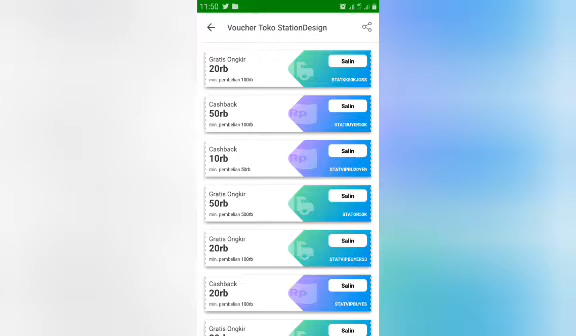 11:50
Voucher Toko StationDesign
Gratis Ongkir
20rb
min. pembelian 100rb
Salin
Cashback
50rb
min. pembelian 100rb
Salin
STATBUYER50K
Cashback
10rb
min. pembelian 50rb
Salin
Gratis Ongkir
50rb
min. pembelian 500rb
Salin
Gratis Ongkir
20rb
min. pembelian 100rb
Salin
Cashback
20rb
min. pembelian 100rb
Salin
STATVIPBUYES
Gratis Ongkir
Salin